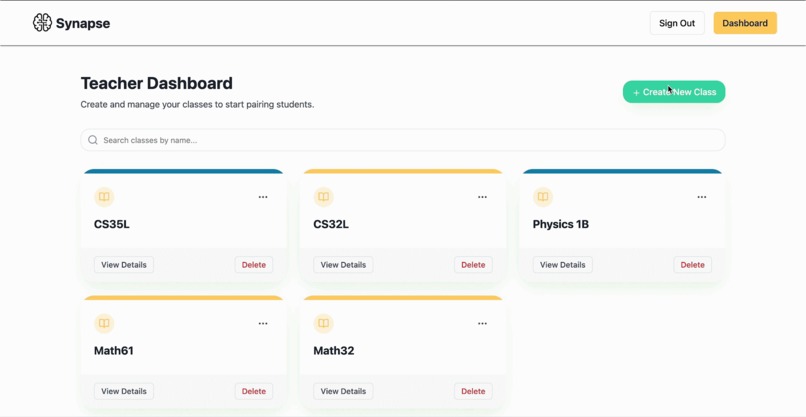 Synapse
Sign Out
Dashboard
Teacher Dashboard
Create and manage your classes to start pairing students.
+ Create New Class
Search classes by name...
CS35L
View Details
Delete
CS32L
View Details
Delete
Physics 1B
View Details
Delete
Math61
View Details
Delete
Math32
View Details
Delete